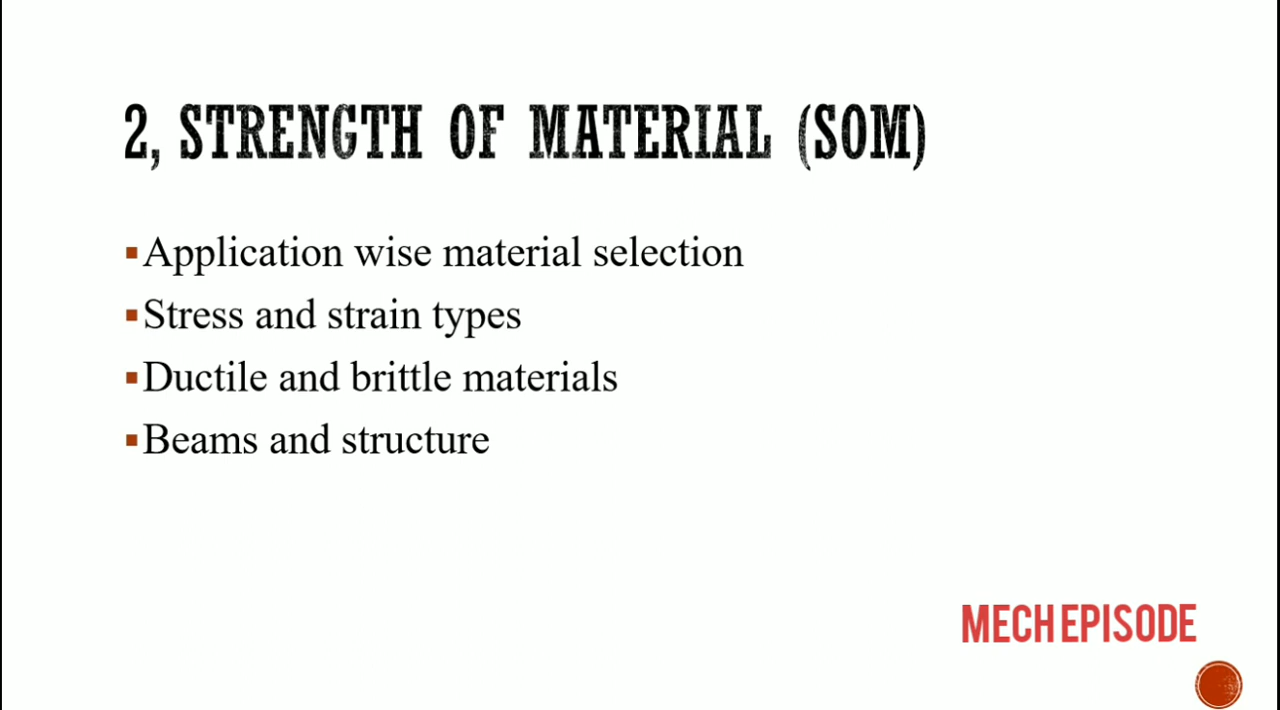 2, STRENGTH OF MATERIAL (SOM)
▪Application wise material selection
▪Stress and strain types
▪Ductile and brittle materials
▪Beams and structure
MECH EPISODE